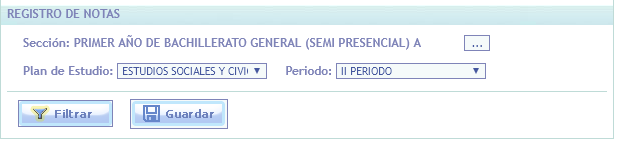 REGISTRO DE NOTAS
Sección: PRIMER AÑO DE BACHILLERATO GENERAL (SEMI PRESENCIAL) A ...
Plan de Estudio: ESTUDIOS SOCIALES Y CIVI Periodo: II PERIODO
Filtrar Guardar